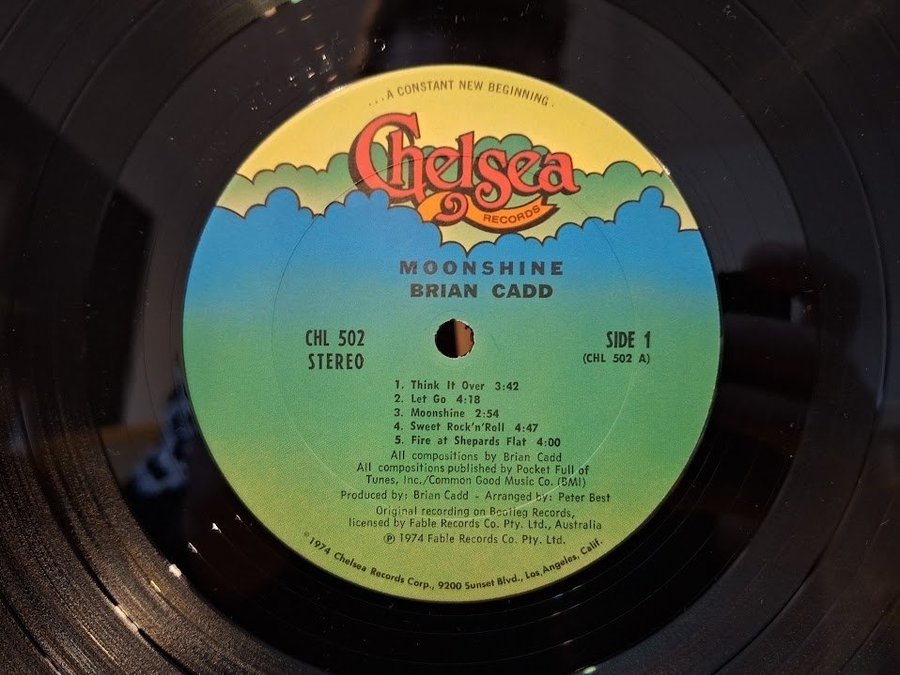 ...A CONSTANT NEW BEGINNING.
Chelsea
RECORDS
MOONSHINE
BRIAN CADD
CHL 502
STEREO
SIDE 1
(CHL 502 A)
1. Think It Over 3:42
2. Let Go 4:18
3. Moonshine 2:54
4. Sweet Rock'n'Roll 4:47
5. Fire at Shepards Flat 4:00
All compositions by Brian Cadd
All compositions published by Pocket Full of
Tunes, Inc./Common Good Music Co. (BMI)
Produced by: Brian Cadd - Arranged by: Peter Best
Original recording on Bootleg Records,
licensed by Fable Records Co. Pty. Ltd., Australia
℗ 1974 Fable Records Co. Pty. Ltd.
©1974 Chelsea Records Corp., 9200 Sunset Blvd., Los Angeles, Calif.